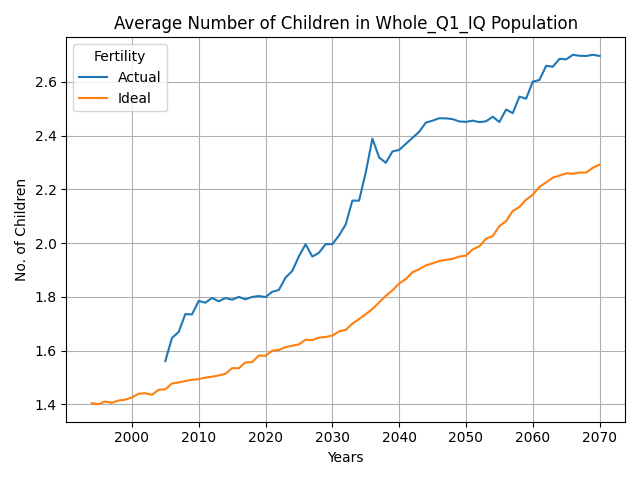 Average Number of Children in Whole_Q1_IQ Population
Fertility
Actual
Ideal
No. of Children
2.6
2.4
2.2
2.0
1.8
1.6
1.4
2000 2010 2020 2030 2040 2050 2060 2070
Years